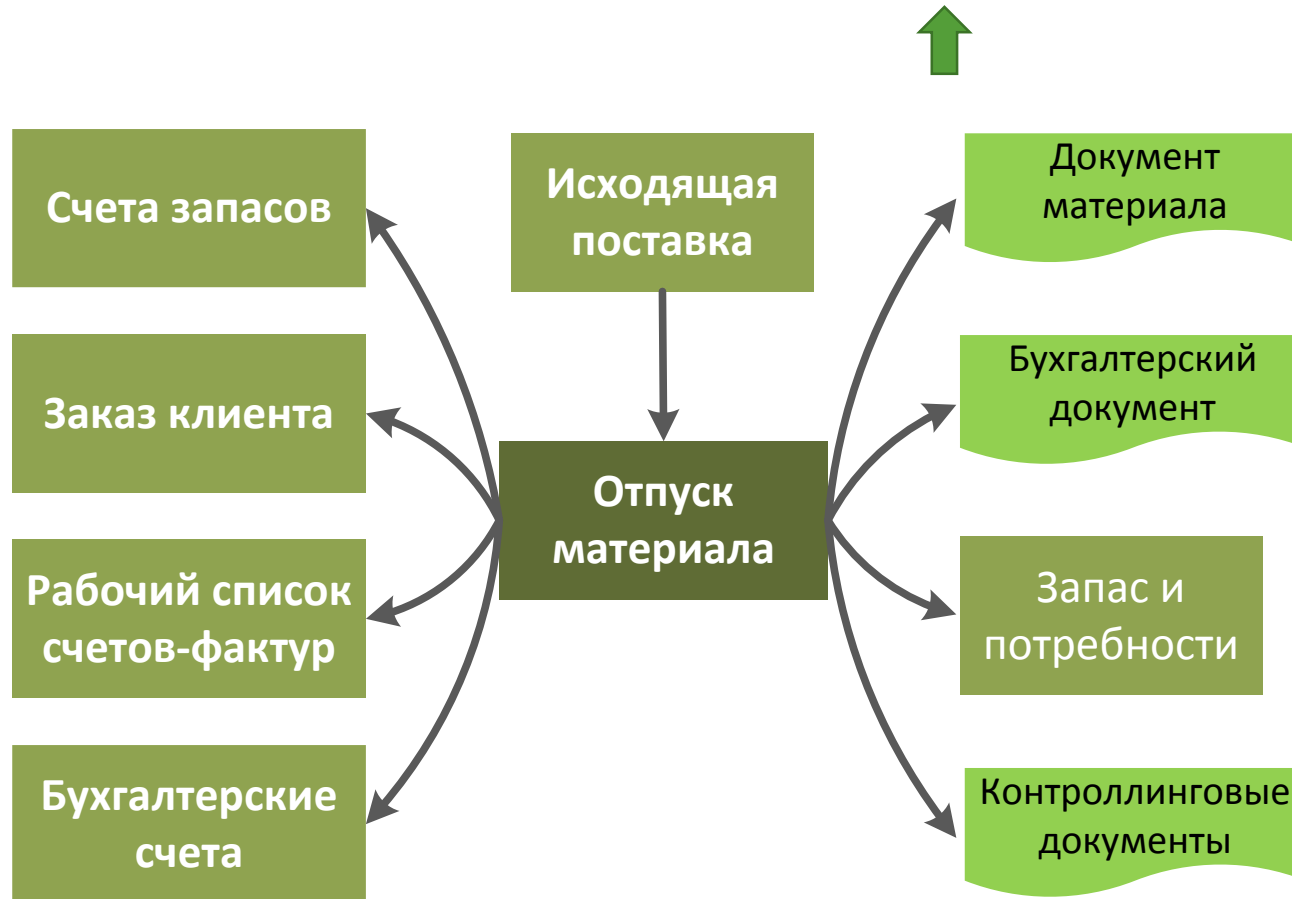 Счета запасов
Исходящая
поставка
Документ
материала
Заказ клиента
Бухгалтерский
документ
Отпуск
материала
Рабочий список
счетов-фактур
Запас и
потребности
Бухгалтерские
счета
Контроллинговые
документы